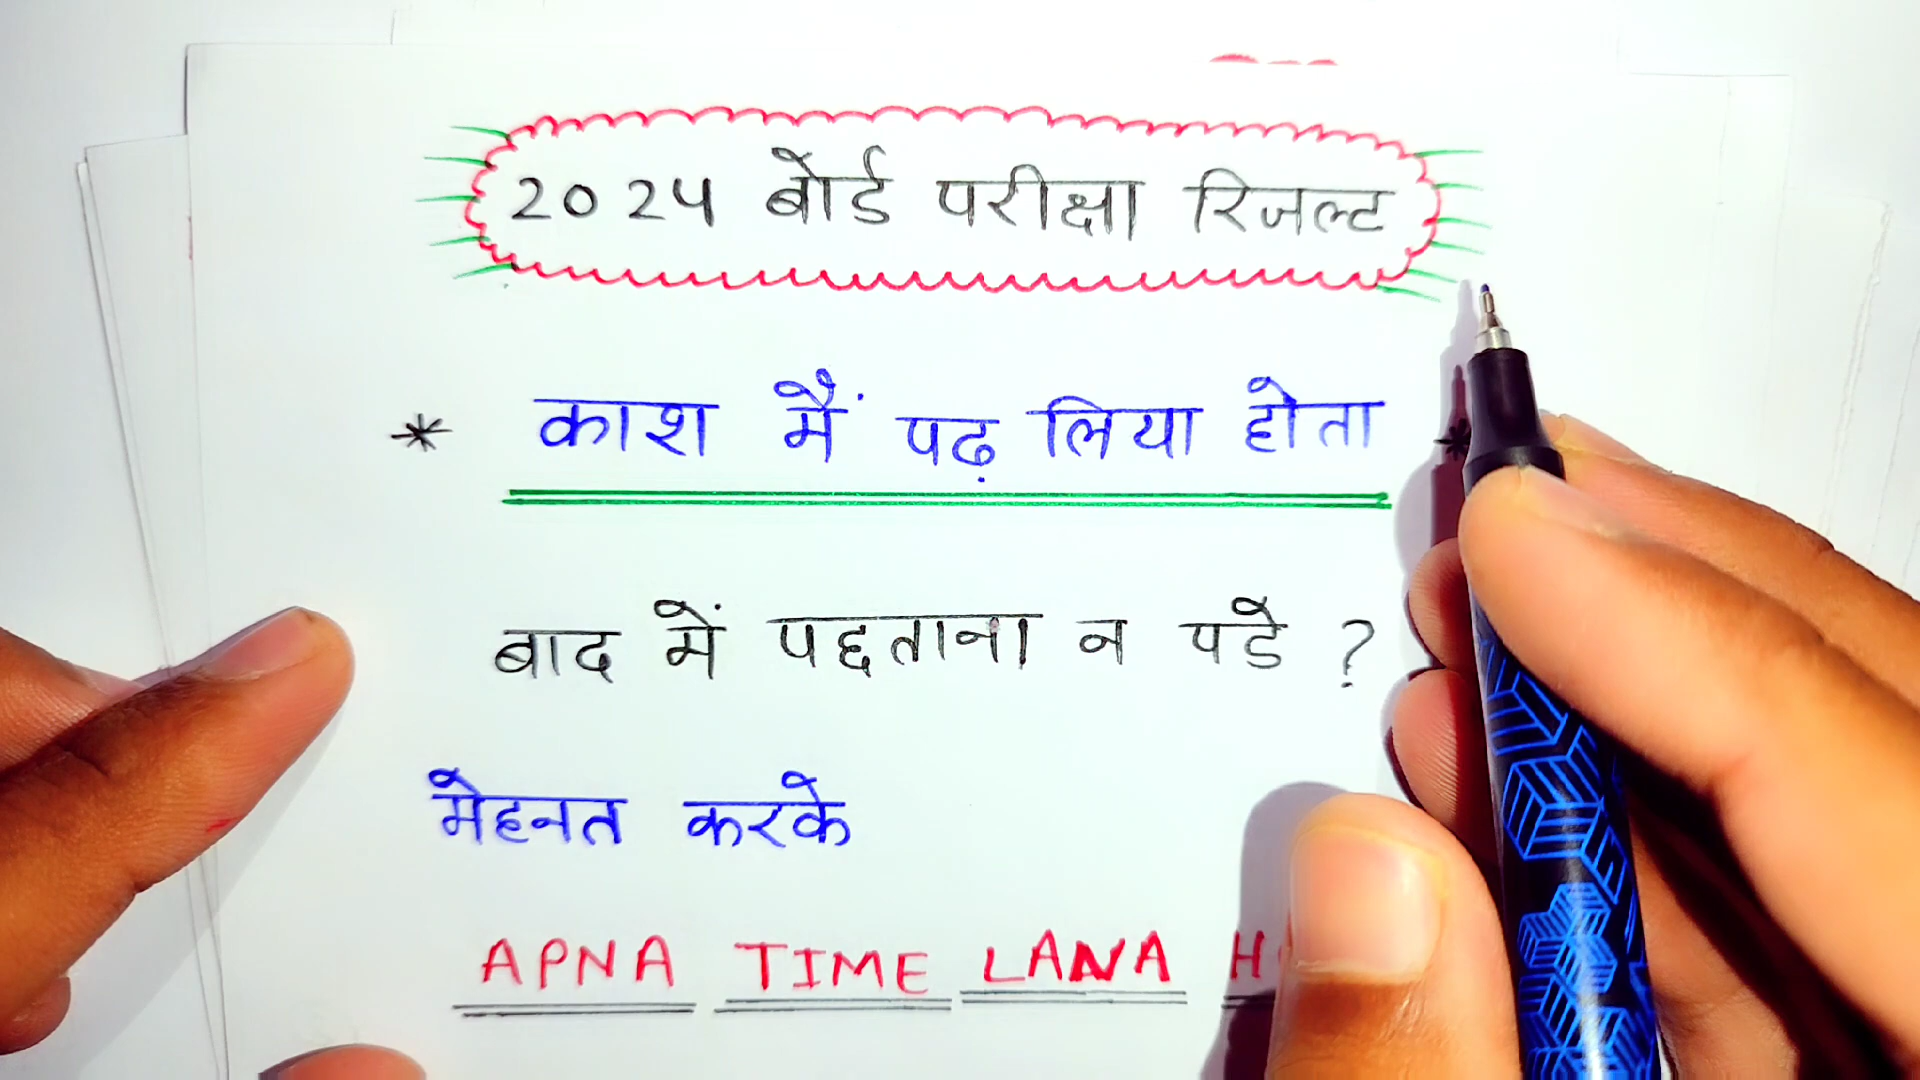 2024 बोर्ड परीक्षा रिजल्ट
* काश मैं पढ़ लिया होता *
बाद में पछताना न पडे ?
मेहनत करके
APNA TIME LANA